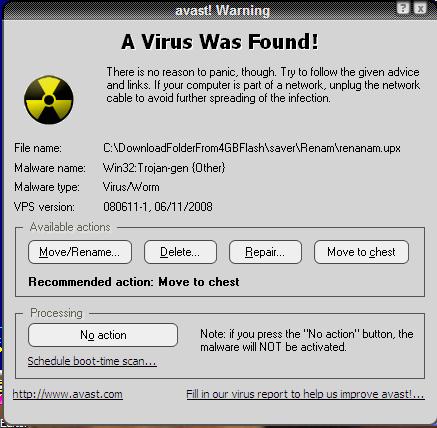 avast! Warning
A Virus Was Found!
There is no reason to panic, though. Try to follow the given advice
and links. If your computer is part of a network, unplug the network
cable to avoid further spreading of the infection.
File name: C:\DownloadFolderFrom4GBFlash\saver\Renam\renanam.upx
Malware name: Win32:Trojan-gen {Other}
Malware type: Virus/Worm
VPS version: 080611-1, 06/11/2008
Available actions
Move/Rename... Delete... Repair... Move to chest
Recommended action: Move to chest
Processing
No action
Note: if you press the "No action" button, the
malware will NOT be activated.
Schedule boot-time scan...
http://www.avast.com Fill in our virus report to help us improve avast!...